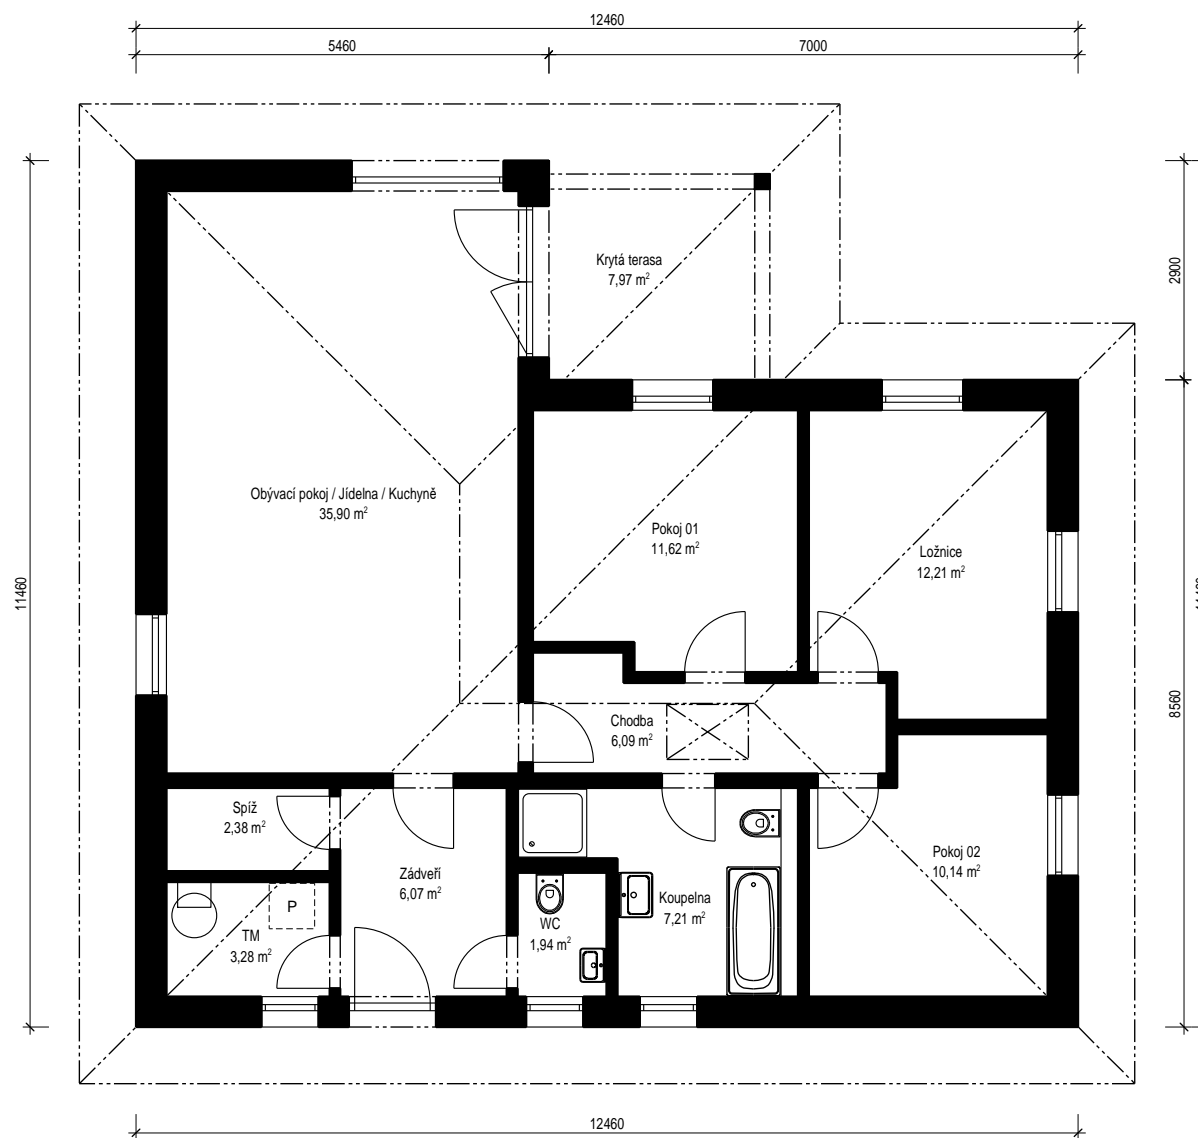 12460
5460
7000
Krytá terasa
7,97 m²
2900
Obývací pokoj / Jídelna / Kuchyně
35,90 m²
Pokoj 01
11,62 m²
Ložnice
12,21 m²
11460
8560
Chodba
6,09 m²
Spíž
2,38 m²
Zádveří
6,07 m²
Pokoj 02
10,14 m²
Koupelna
7,21 m²
P
WC
1,94 m²
TM
3,28 m²
12460